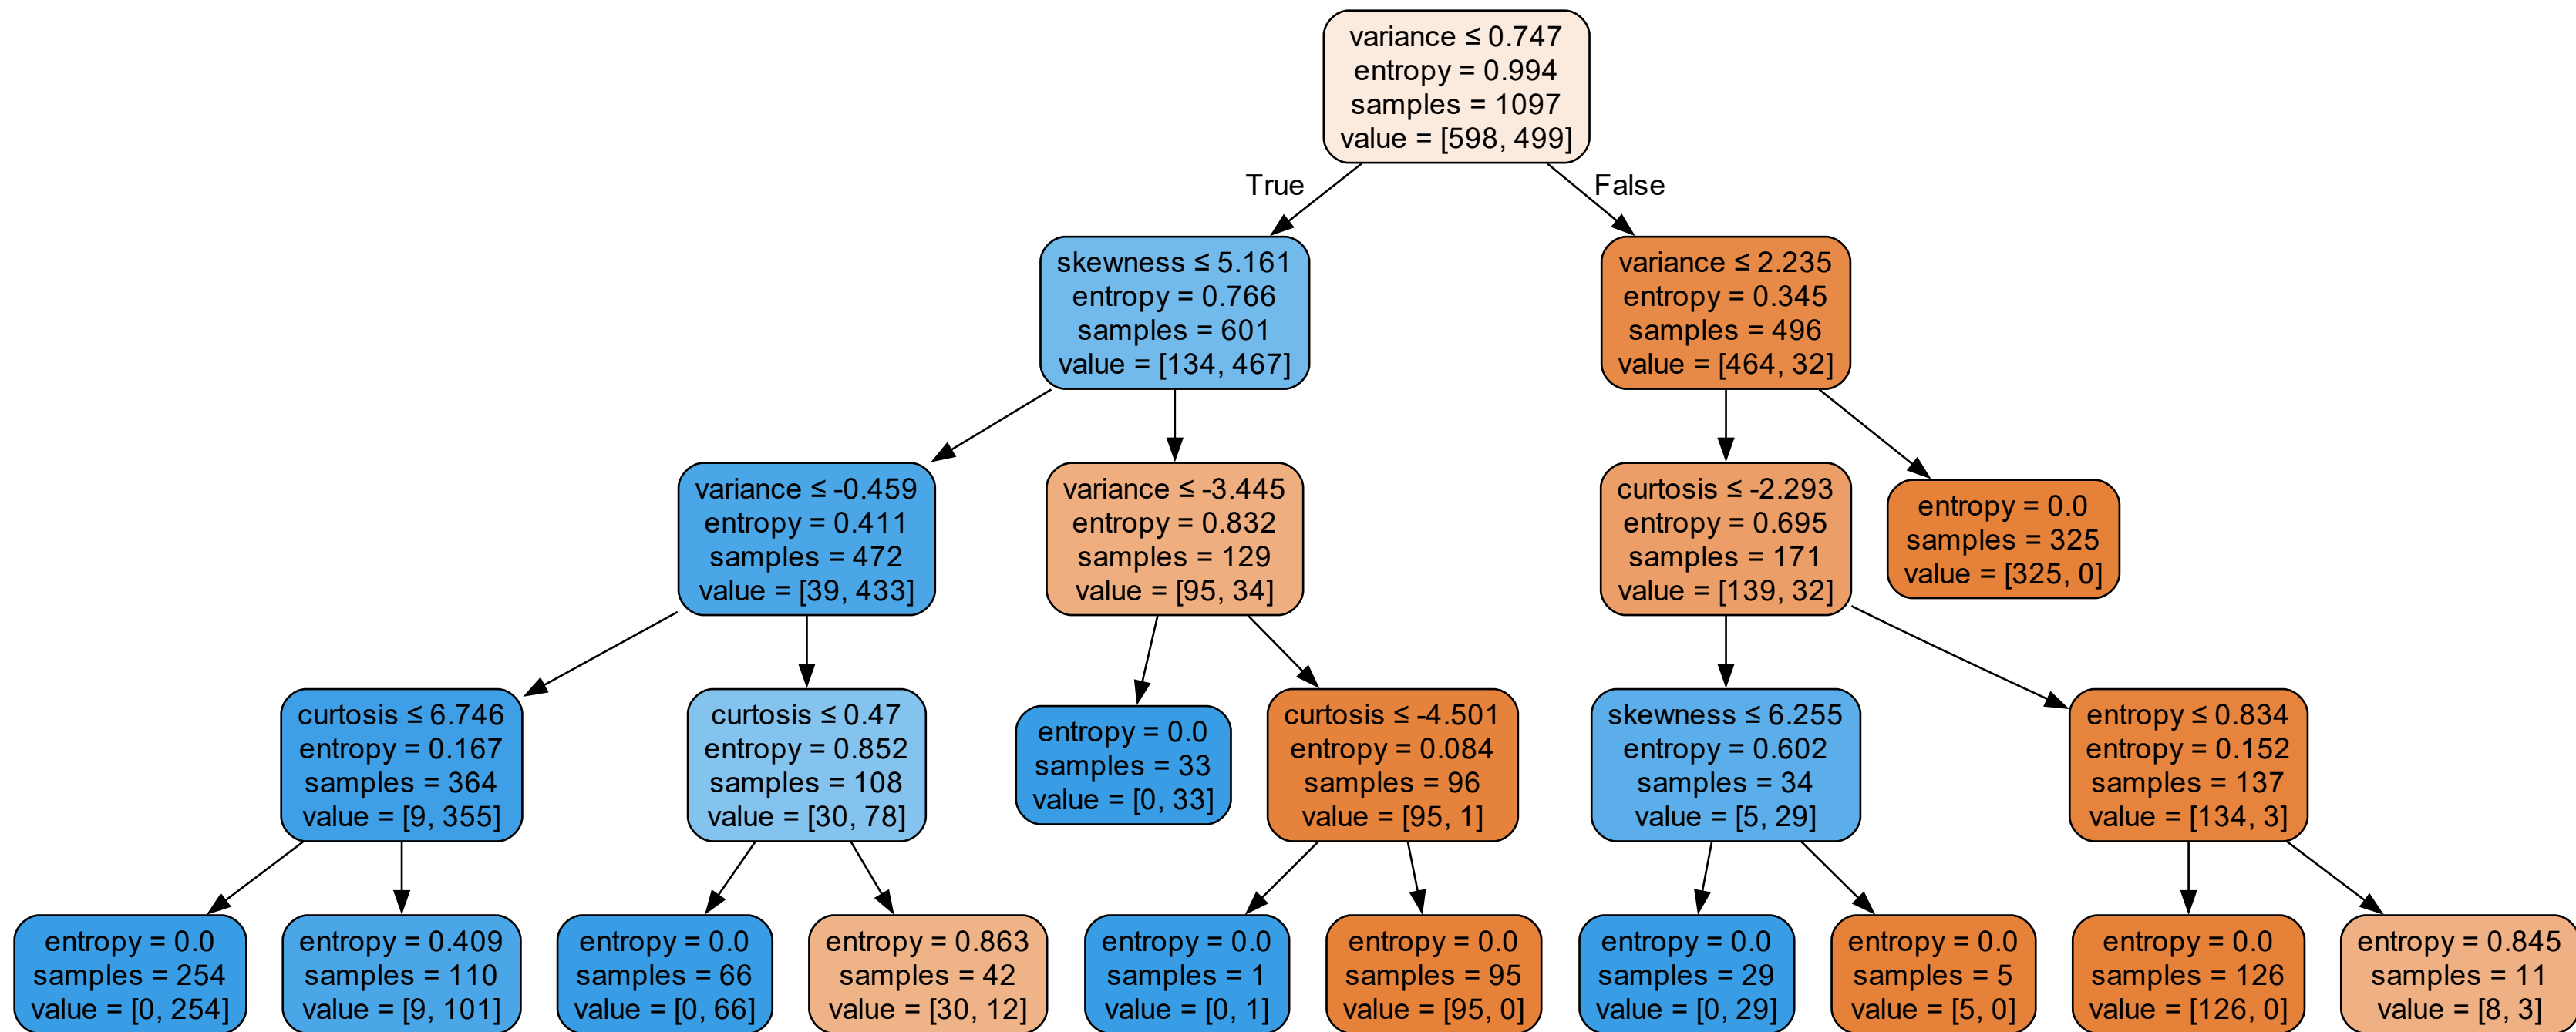 variance ≤ 0.747
entropy = 0.994
samples = 1097
value = [598, 499]
True
False
skewness ≤ 5.161
entropy = 0.766
samples = 601
value = [134, 467]
variance ≤ 2.235
entropy = 0.345
samples = 496
value = [464, 32]
variance ≤ -0.459
entropy = 0.411
samples = 472
value = [39, 433]
variance ≤ -3.445
entropy = 0.832
samples = 129
value = [95, 34]
curtosis ≤ -2.293
entropy = 0.695
samples = 171
value = [139, 32]
entropy = 0.0
samples = 325
value = [325, 0]
curtosis ≤ 6.746
entropy = 0.167
samples = 364
value = [9, 355]
curtosis ≤ 0.47
entropy = 0.852
samples = 108
value = [30, 78]
entropy = 0.0
samples = 33
value = [0, 33]
curtosis ≤ -4.501
entropy = 0.084
samples = 96
value = [95, 1]
skewness ≤ 6.255
entropy = 0.602
samples = 34
value = [5, 29]
entropy ≤ 0.834
entropy = 0.152
samples = 137
value = [134, 3]
entropy = 0.0
samples = 254
value = [0, 254]
entropy = 0.409
samples = 110
value = [9, 101]
entropy = 0.0
samples = 66
value = [0, 66]
entropy = 0.863
samples = 42
value = [30, 12]
entropy = 0.0
samples = 1
value = [0, 1]
entropy = 0.0
samples = 95
value = [95, 0]
entropy = 0.0
samples = 29
value = [0, 29]
entropy = 0.0
samples = 5
value = [5, 0]
entropy = 0.0
samples = 126
value = [126, 0]
entropy = 0.845
samples = 11
value = [8, 3]